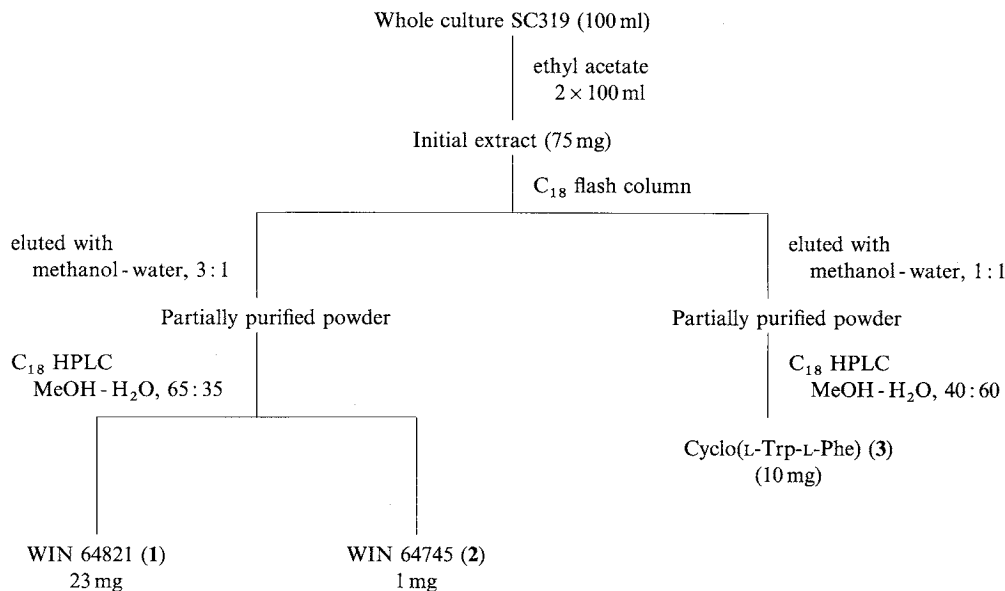 Whole culture SC319 (100 ml)
ethyl acetate
2 × 100 ml
Initial extract (75 mg)
C₁₈ flash column
eluted with
methanol - water, 3 : 1
Partially purified powder
C₁₈ HPLC
MeOH - H₂O, 65 : 35
WIN 64821 (1)
23 mg
WIN 64745 (2)
1 mg
eluted with
methanol - water, 1 : 1
Partially purified powder
C₁₈ HPLC
MeOH - H₂O, 40 : 60
Cyclo(L-Trp-L-Phe) (3)
(10 mg)